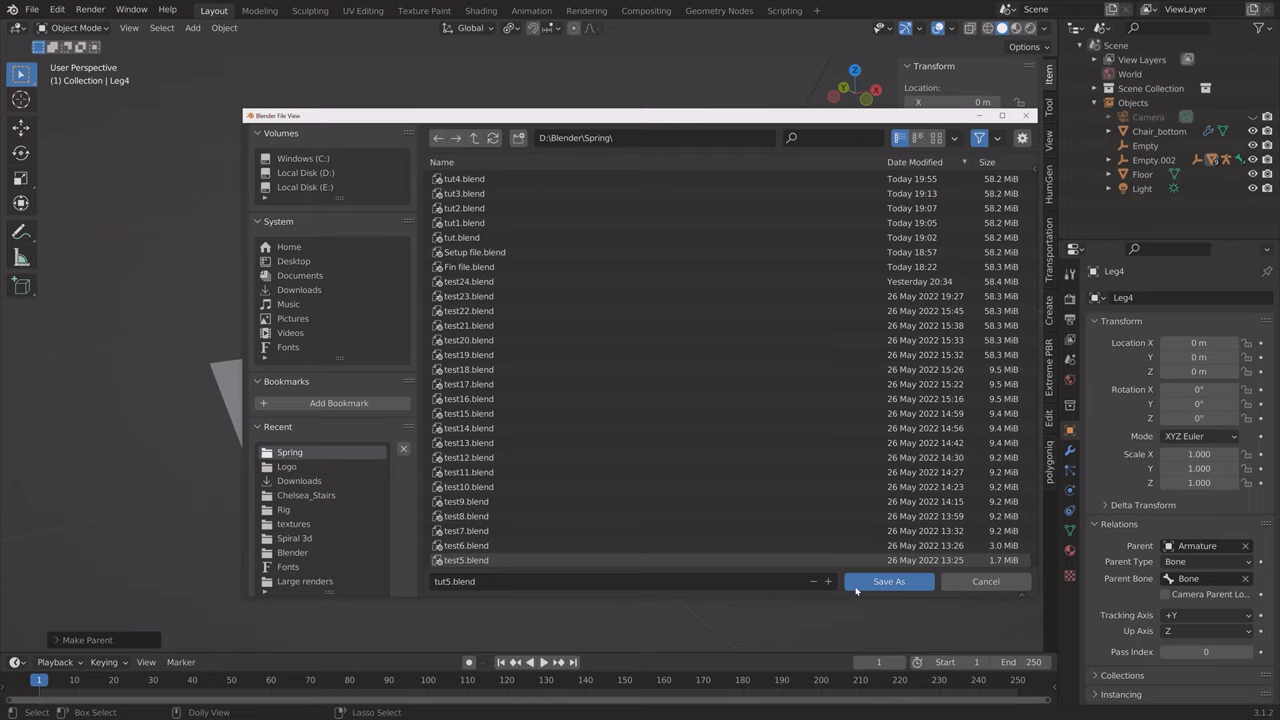 File Edit Render Window Help Layout Modeling Sculpting UV Editing Texture Paint Shading Animation Rendering Compositing Geometry Nodes Scripting Scene ViewLayer
Object Mode View Select Add Object Global
Options
User Perspective
(1) Collection | Leg4
Z
Y
X
Transform
Location:
X 0 m
Item
Tool
View
HumGen
Transportation
Create
Extreme PBR
Edit
polygoniq
Blender File View
Volumes
Windows (C:)
Local Disk (D:)
Local Disk (E:)
System
Home
Desktop
Documents
Downloads
Music
Pictures
Videos
Fonts
Bookmarks
Add Bookmark
Recent
Spring
Logo
Downloads
Chelsea_Stairs
Rig
textures
Spiral 3d
Blender
Fonts
Large renders
D:\Blender\Spring\
Name Date Modified Size
tut4.blend Today 19:55 58.2 MiB
tut3.blend Today 19:13 58.2 MiB
tut2.blend Today 19:07 58.2 MiB
tut1.blend Today 19:05 58.2 MiB
tut.blend Today 19:02 58.2 MiB
Setup file.blend Today 18:57 58.2 MiB
Fin file.blend Today 18:22 58.3 MiB
test24.blend Yesterday 20:34 58.4 MiB
test23.blend 26 May 2022 19:27 58.3 MiB
test22.blend 26 May 2022 15:45 58.3 MiB
test21.blend 26 May 2022 15:38 58.3 MiB
test20.blend 26 May 2022 15:33 58.3 MiB
test19.blend 26 May 2022 15:32 58.3 MiB
test18.blend 26 May 2022 15:26 9.5 MiB
test17.blend 26 May 2022 15:22 9.5 MiB
test16.blend 26 May 2022 15:16 9.5 MiB
test15.blend 26 May 2022 14:59 9.4 MiB
test14.blend 26 May 2022 14:56 9.4 MiB
test13.blend 26 May 2022 14:42 9.4 MiB
test12.blend 26 May 2022 14:30 9.2 MiB
test11.blend 26 May 2022 14:27 9.2 MiB
test10.blend 26 May 2022 14:23 9.2 MiB
test9.blend 26 May 2022 14:15 9.2 MiB
test8.blend 26 May 2022 13:59 9.2 MiB
test7.blend 26 May 2022 13:32 9.2 MiB
test6.blend 26 May 2022 13:26 3.0 MiB
test5.blend 26 May 2022 13:25 1.7 MiB
tut5.blend Save As Cancel
Scene
View Layers
World
Scene Collection
Objects
Camera
Chair_bottom
Empty
Empty.002
Floor
Light
Leg4
Leg4
Transform
Location X 0 m
Y 0 m
Z 0 m
Rotation X 0°
Y 0°
Z 0°
Mode XYZ Euler
Scale X 1.000
Y 1.000
Z 1.000
Delta Transform
Relations
Parent Armature
Parent Type Bone
Parent Bone Bone
Camera Parent Lo...
Tracking Axis +Y
Up Axis Z
Pass Index 0
Collections
Instancing
Make Parent
Playback Keying View Marker 1 Start 1 End 250
1 10 20 30 40 50 60 70 80 90 100 110 120 130 140 150 160 170 180 190 200 210 220 230 240 250
Select Box Select Dolly View Lasso Select 3.1.2